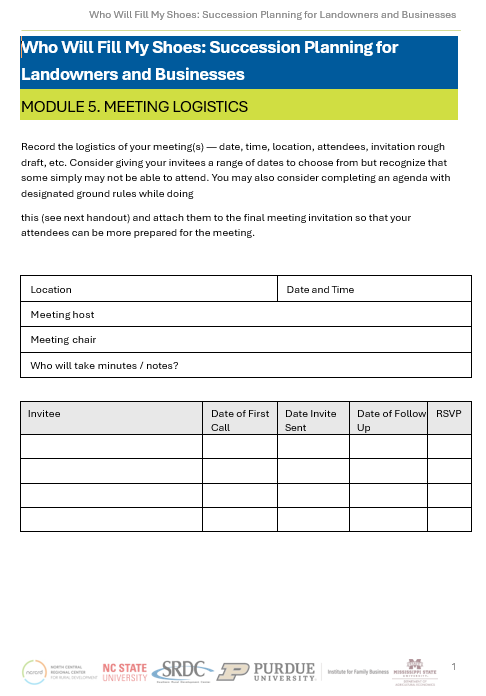 Who Will Fill My Shoes: Succession Planning for Landowners and Businesses
Who Will Fill My Shoes: Succession Planning for
Landowners and Businesses
MODULE 5. MEETING LOGISTICS
Record the logistics of your meeting(s) — date, time, location, attendees, invitation rough
draft, etc. Consider giving your invitees a range of dates to choose from but recognize that
some simply may not be able to attend. You may also consider completing an agenda with
designated ground rules while doing
this (see next handout) and attach them to the final meeting invitation so that your
attendees can be more prepared for the meeting.
Location Date and Time
Meeting host
Meeting chair
Who will take minutes / notes?
Invitee Date of First Date Invite Date of Follow RSVP
Call Sent Up
NORTH CENTRAL
REGIONAL CENTER
FOR RURAL DEVELOPMENT
NC STATE
UNIVERSITY
SRDC
PURDUE
UNIVERSITY
Institute for Family Business
MISSISSIPPI STATE
UNIVERSITY
1